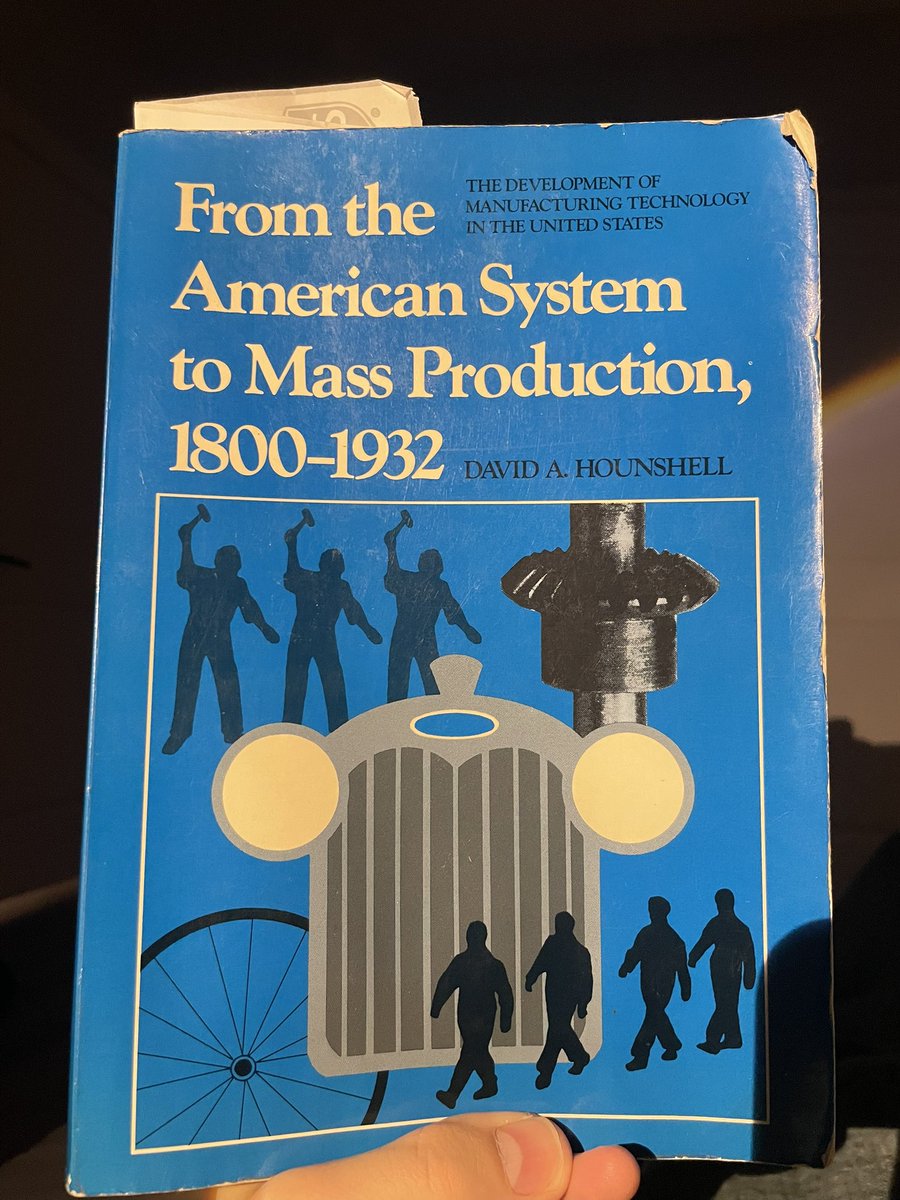 From the
THE DEVELOPMENT OF
MANUFACTURING TECHNOLOGY
IN THE UNITED STATES
American System
to Mass Production,
1800–1932
DAVID A. HOUNSHELL